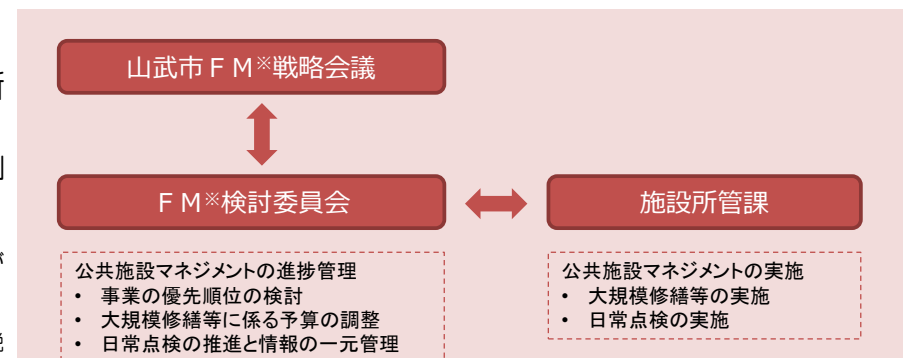 山武市ＦＭ※戦略会議
ＦＭ※検討委員会
施設所管課
公共施設マネジメントの進捗管理
• 事業の優先順位の検討
• 大規模修繕等に係る予算の調整
• 日常点検の推進と情報の一元管理
公共施設マネジメントの実施
• 大規模修繕等の実施
• 日常点検の実施